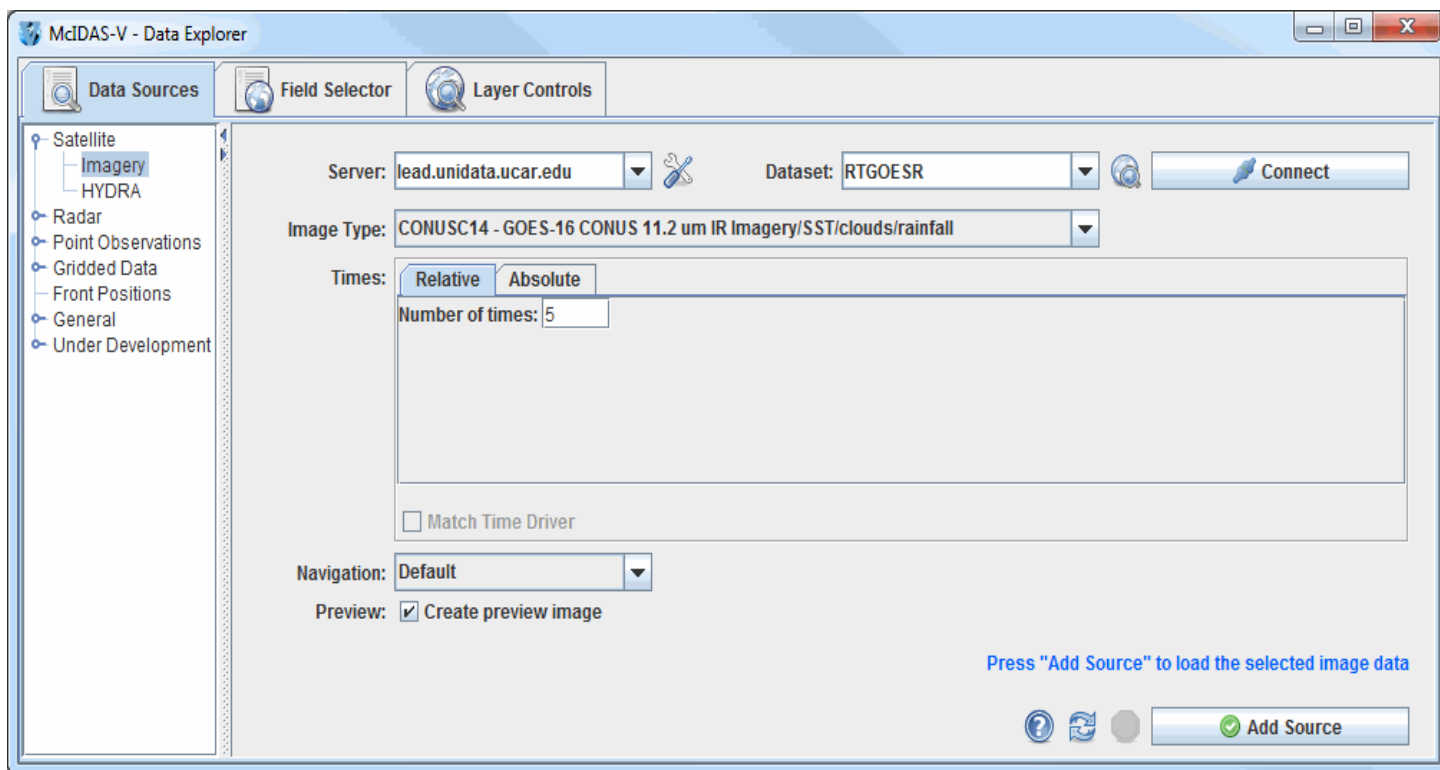 McIDAS-V - Data Explorer
Data Sources
Field Selector
Layer Controls
Satellite
Imagery
HYDRA
Radar
Point Observations
Gridded Data
Front Positions
General
Under Development
Server: lead.unidata.ucar.edu
Dataset: RTGOESR
Connect
Image Type: CONUSC14 - GOES-16 CONUS 11.2 um IR Imagery/SST/clouds/rainfall
Times:
Relative
Absolute
Number of times: 5
Match Time Driver
Navigation: Default
Preview: Create preview image
Press "Add Source" to load the selected image data
Add Source